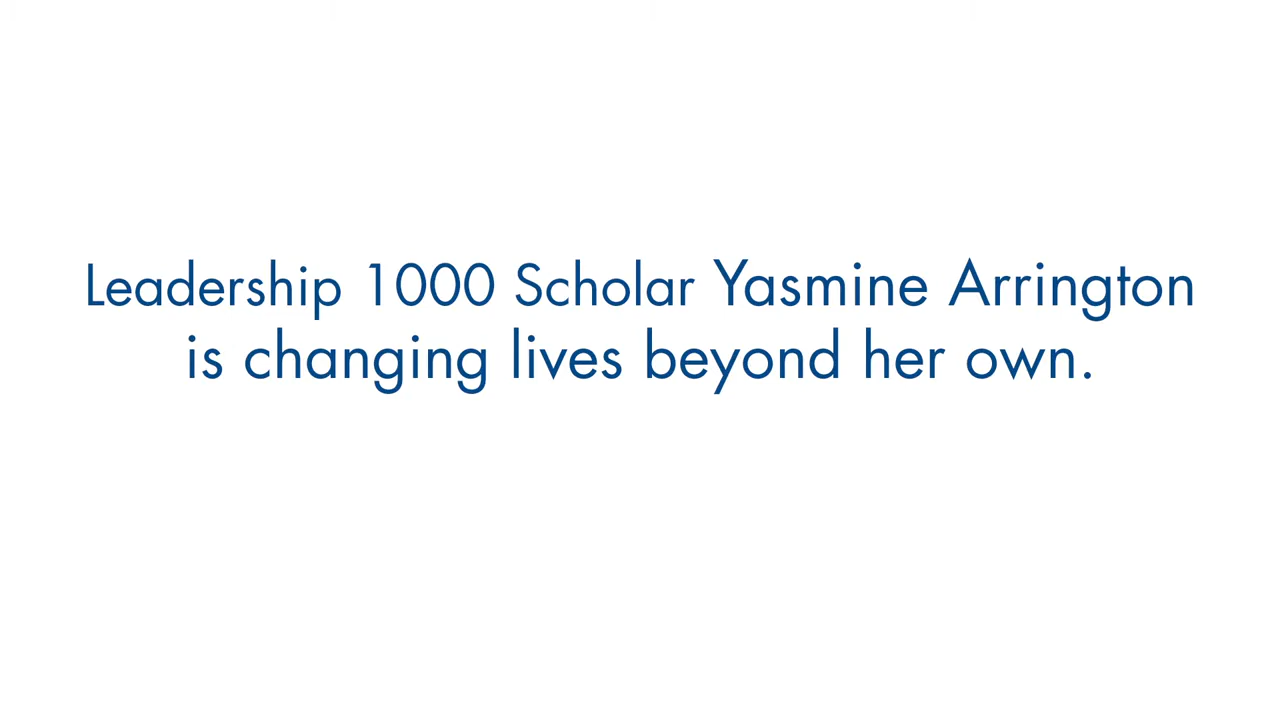 Leadership 1000 Scholar Yasmine Arrington
is changing lives beyond her own.